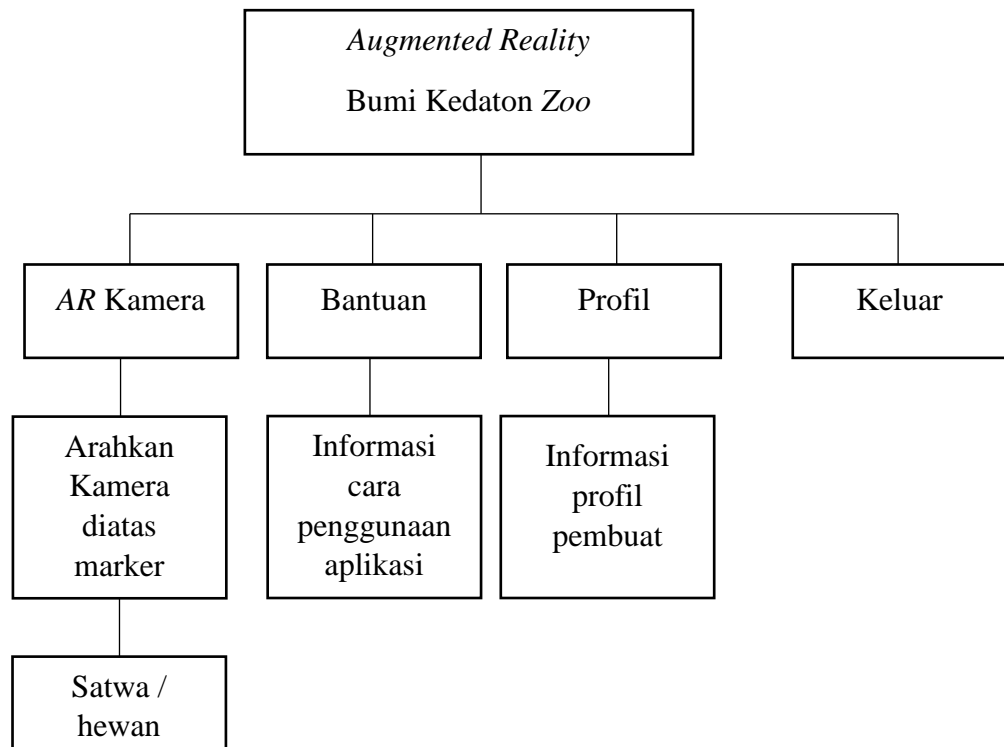 Augmented Reality
Bumi Kedaton Zoo
AR Kamera
Bantuan
Profil
Keluar
Arahkan
Kamera
diatas
marker
Informasi
cara
penggunaan
aplikasi
Informasi
profil
pembuat
Satwa /
hewan